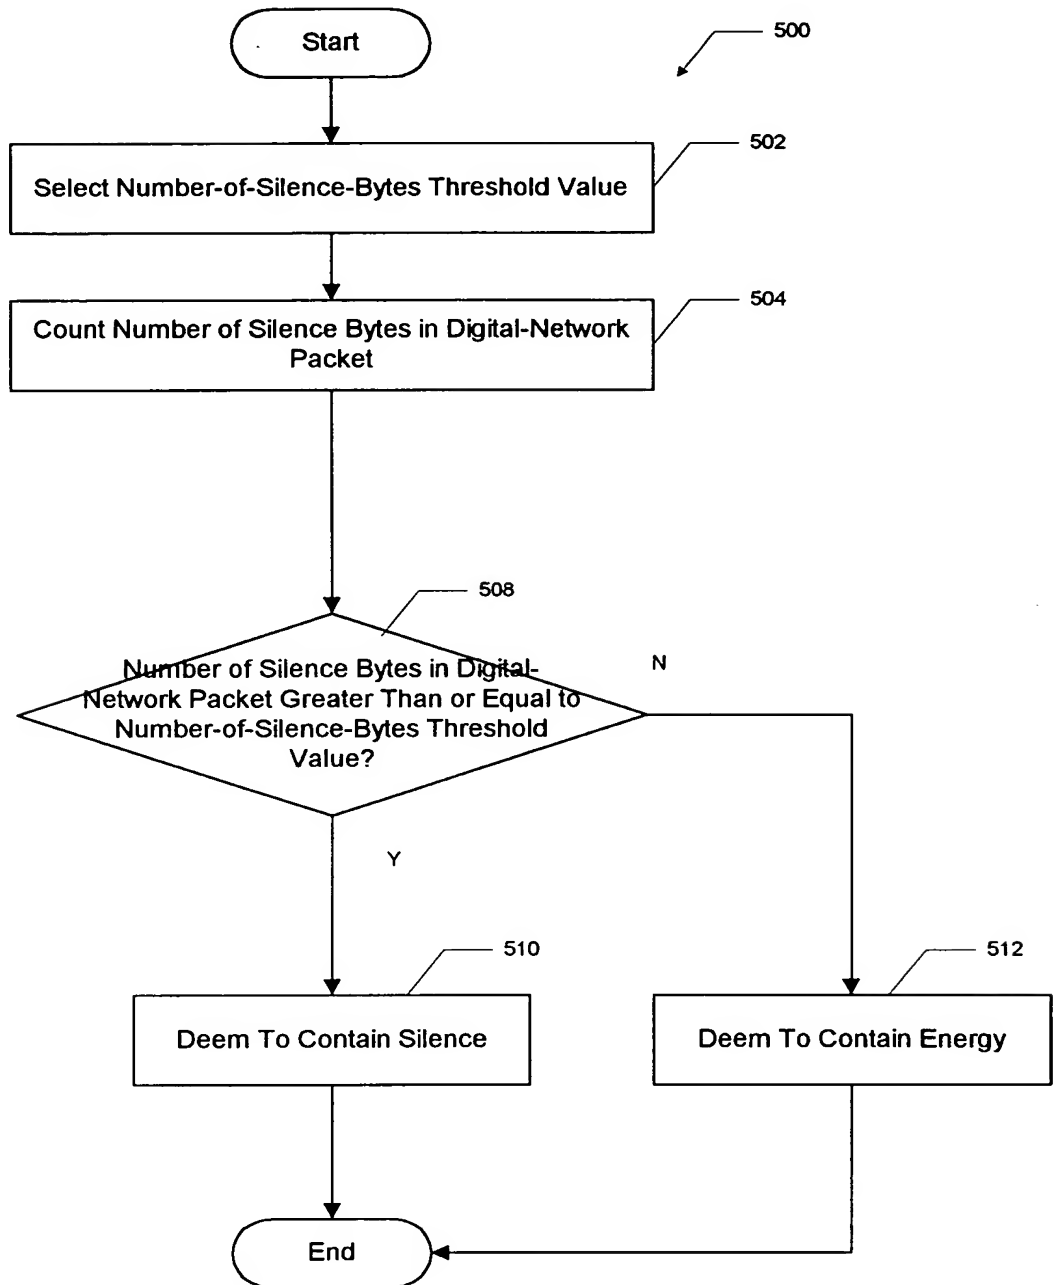 Start
500
502
Select Number-of-Silence-Bytes Threshold Value
504
Count Number of Silence Bytes in Digital-Network
Packet
508
Number of Silence Bytes in Digital-
Network Packet Greater Than or Equal to
Number-of-Silence-Bytes Threshold
Value?
N
Y
510
512
Deem To Contain Silence
Deem To Contain Energy
End